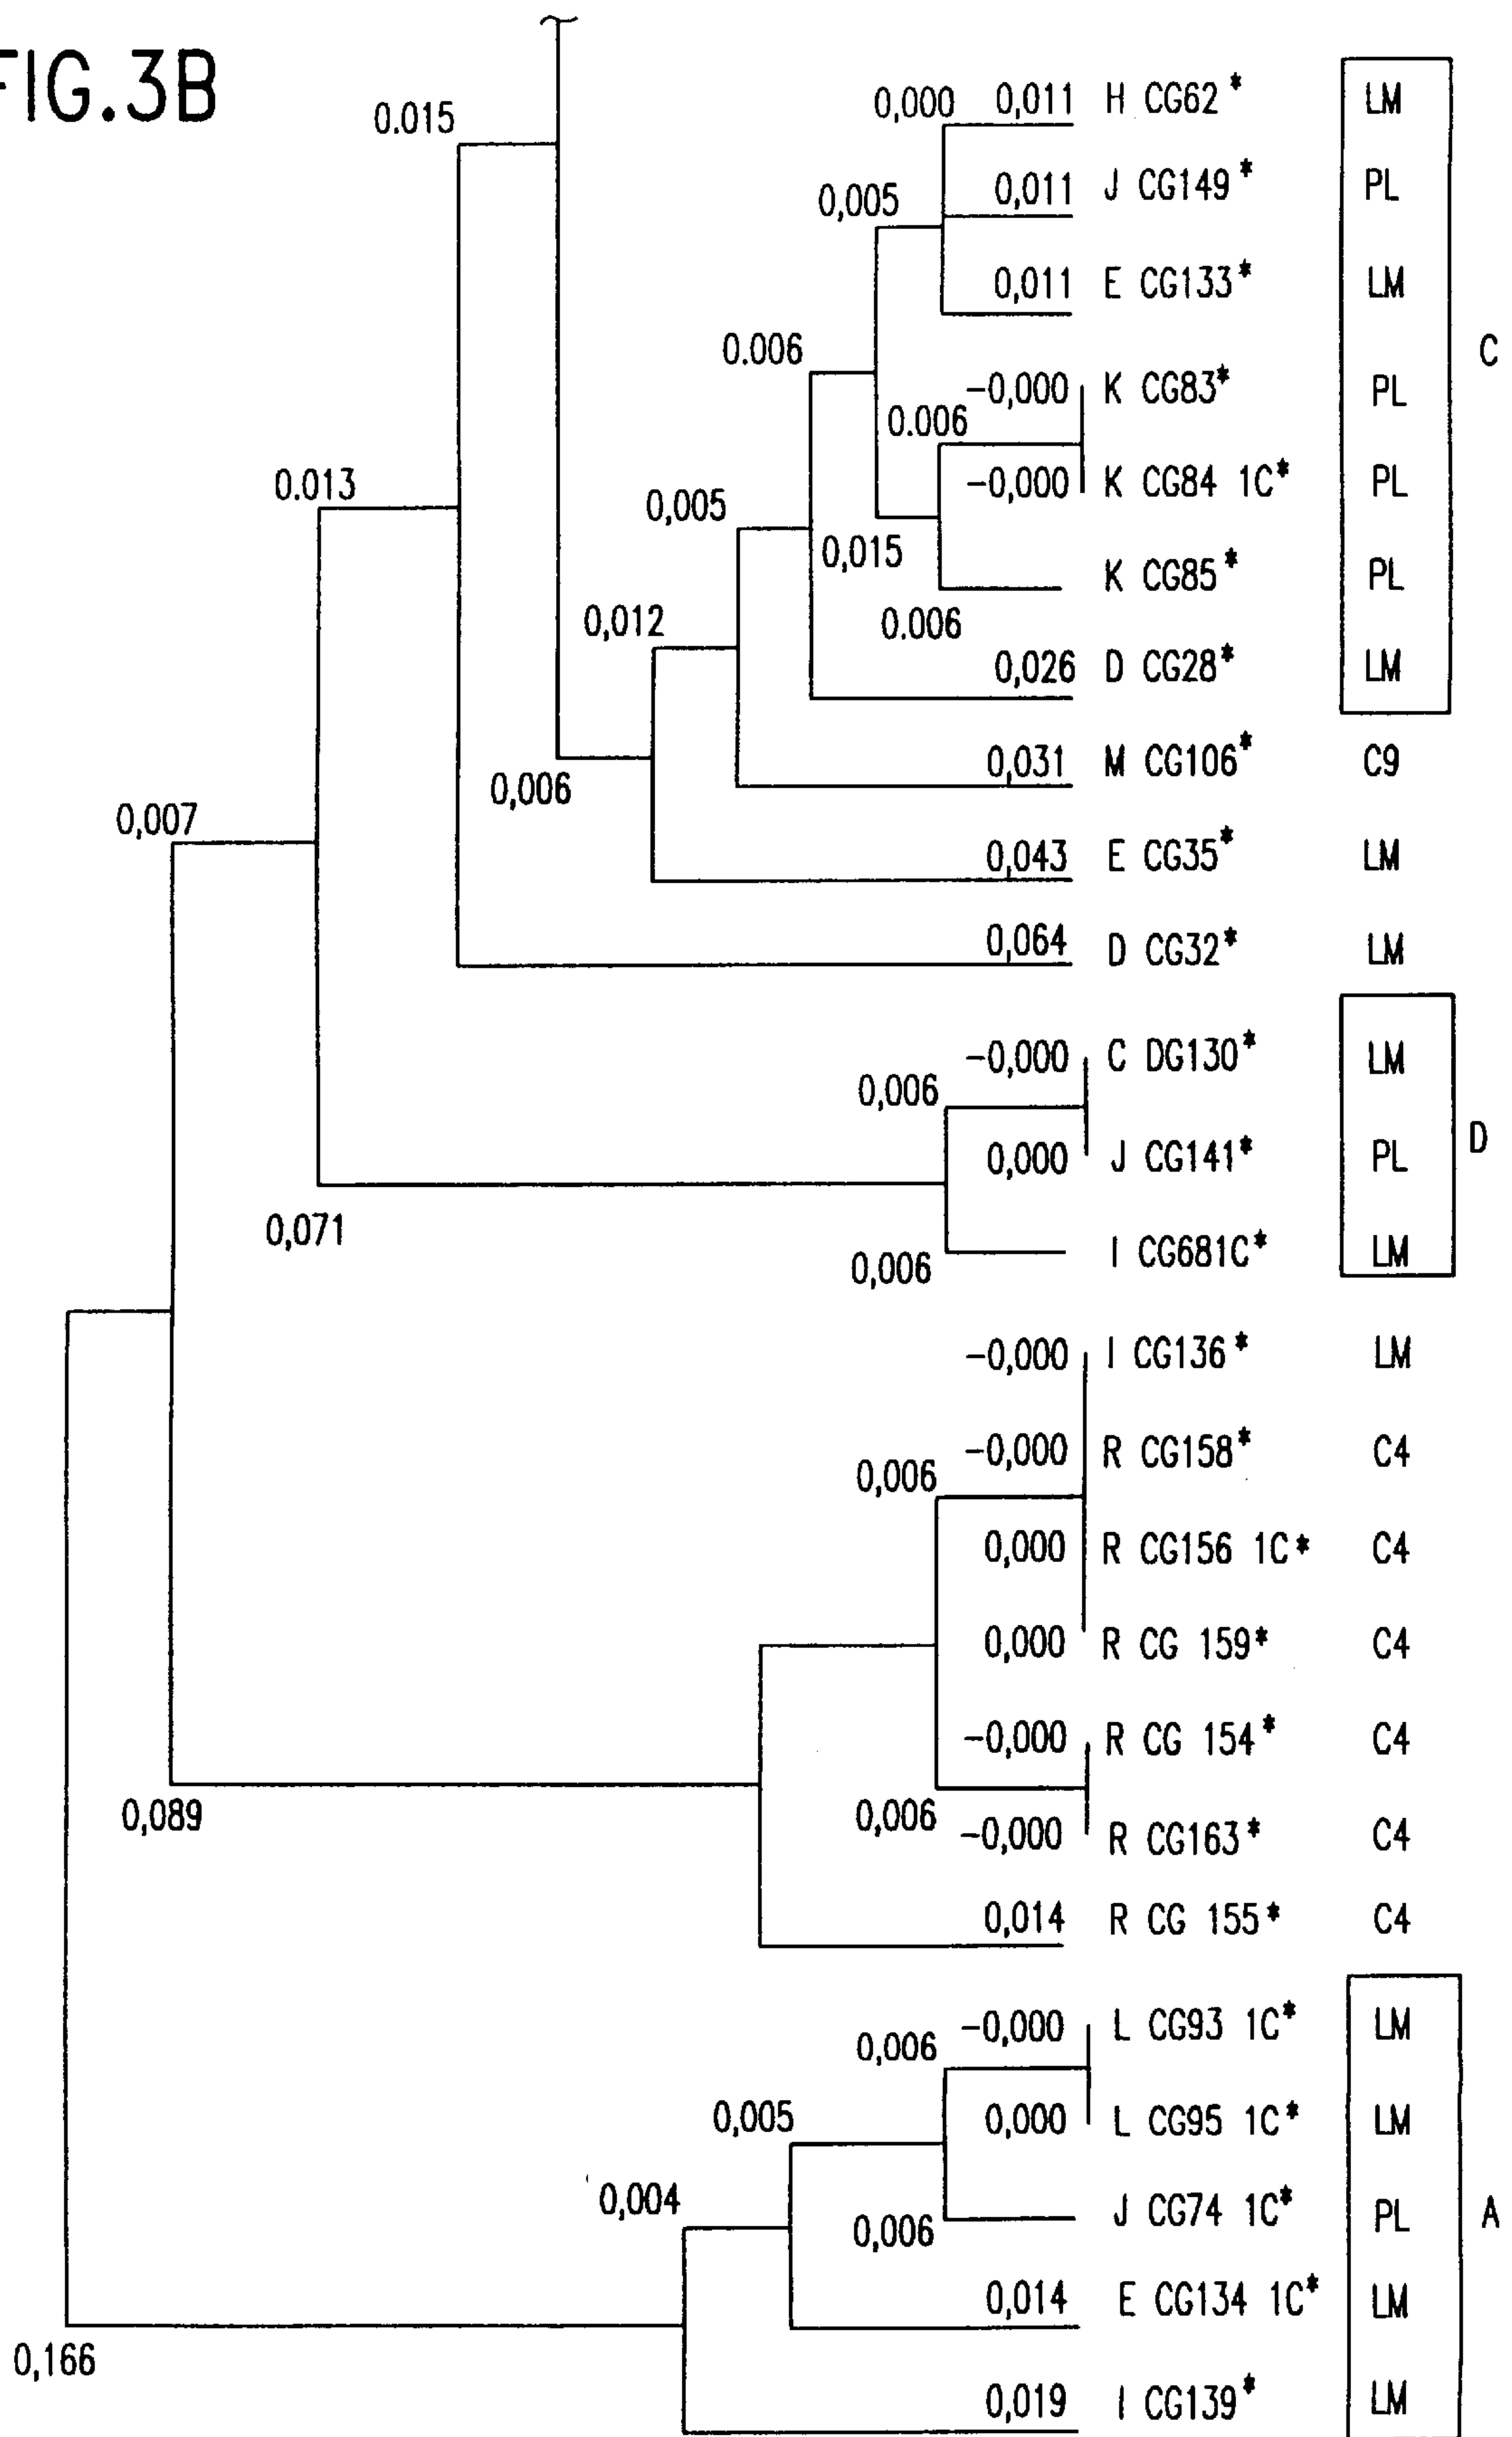 FIG.3B
0.015
0,000 0,011 H CG62* LM
0,005 0,011 J CG149* PL
0,011 E CG133* LM
0.006
C
-0,000 K CG83* PL
0.006
0.013
-0,000 K CG84 1C* PL
0,005
0,015
K CG85* PL
0,012
0.006
0,026 D CG28* LM
0,031 M CG106* C9
0,006
0,007
0,043 E CG35* LM
0,064 D CG32* LM
-0,000 C DG130* LM
0,006
D
0,000 J CG141* PL
0,071
I CG681C* LM
0,006
-0,000 I CG136* LM
-0,000 R CG158* C4
0,006
0,000 R CG156 1C* C4
0,000 R CG 159* C4
-0,000 R CG 154* C4
0,089
0,006
-0,000 R CG163* C4
0,014 R CG 155* C4
-0,000 L CG93 1C* LM
0,006
0,005 0,000 L CG95 1C* LM
0,004
J CG74 1C* PL A
0,006
0,014 E CG134 1C* LM
0,166
0,019 I CG139* LM